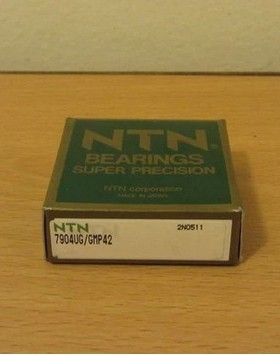 NTN
BEARINGS
SUPER PRECISION
NTN corporation
MADE IN JAPAN
NTN 2N0511
7904UG/GMP42